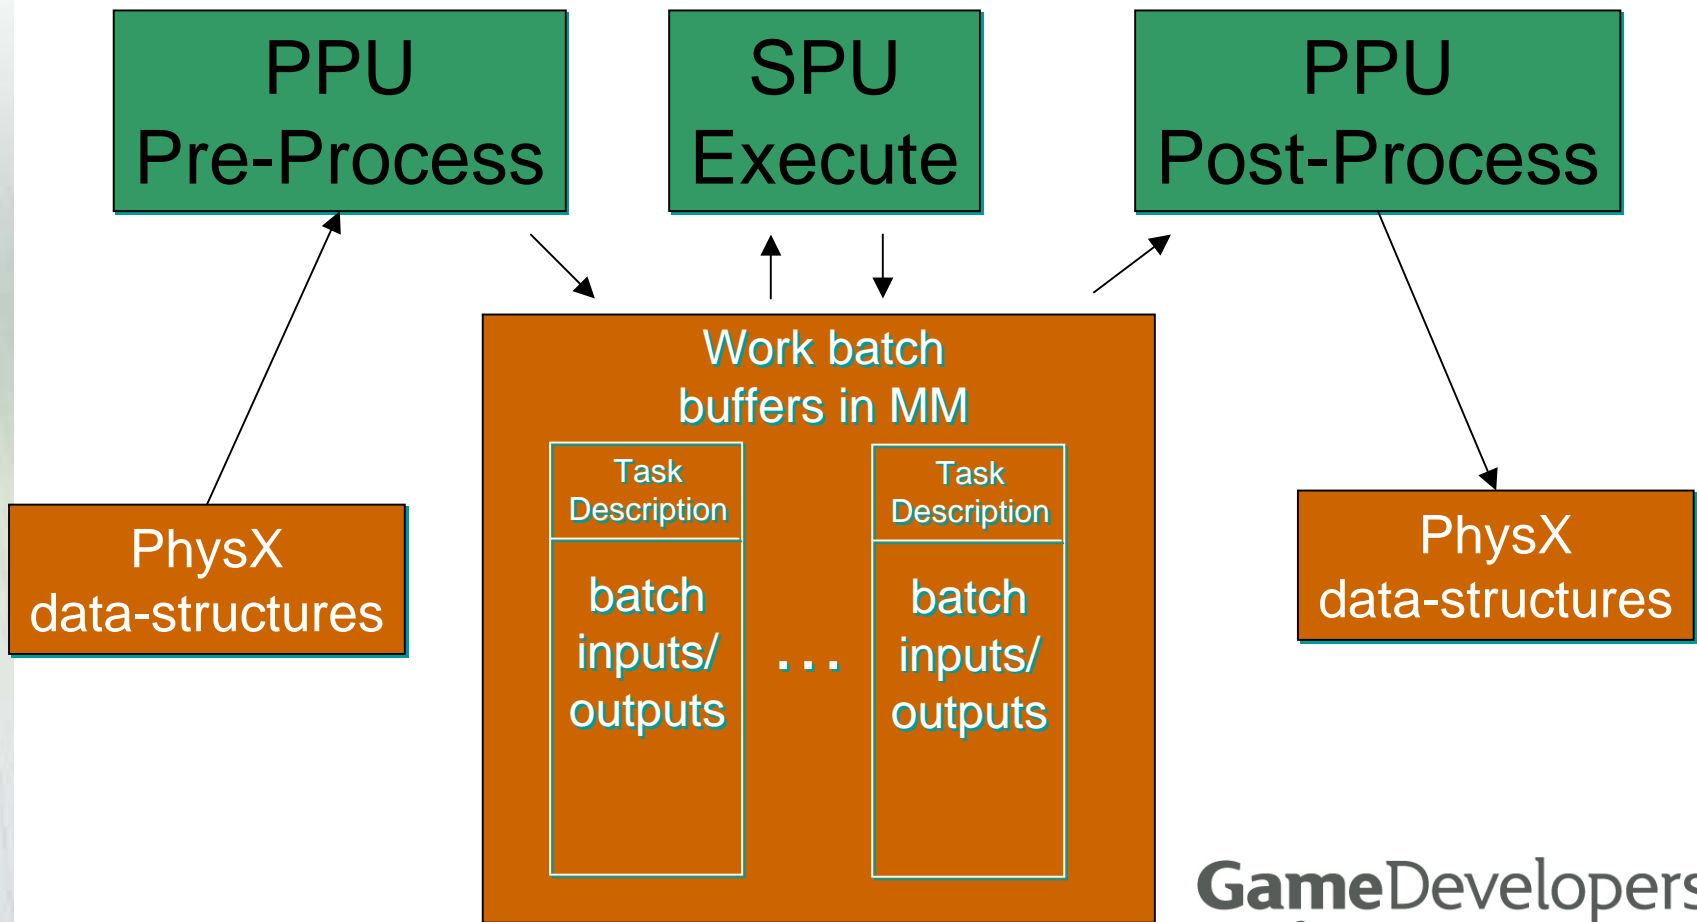 PPU
Pre-Process
SPU
Execute
PPU
Post-Process
Work batch
buffers in MM
Task
Description
batch
inputs/
outputs
...
Task
Description
batch
inputs/
outputs
PhysX
data-structures
PhysX
data-structures
GameDevelopers